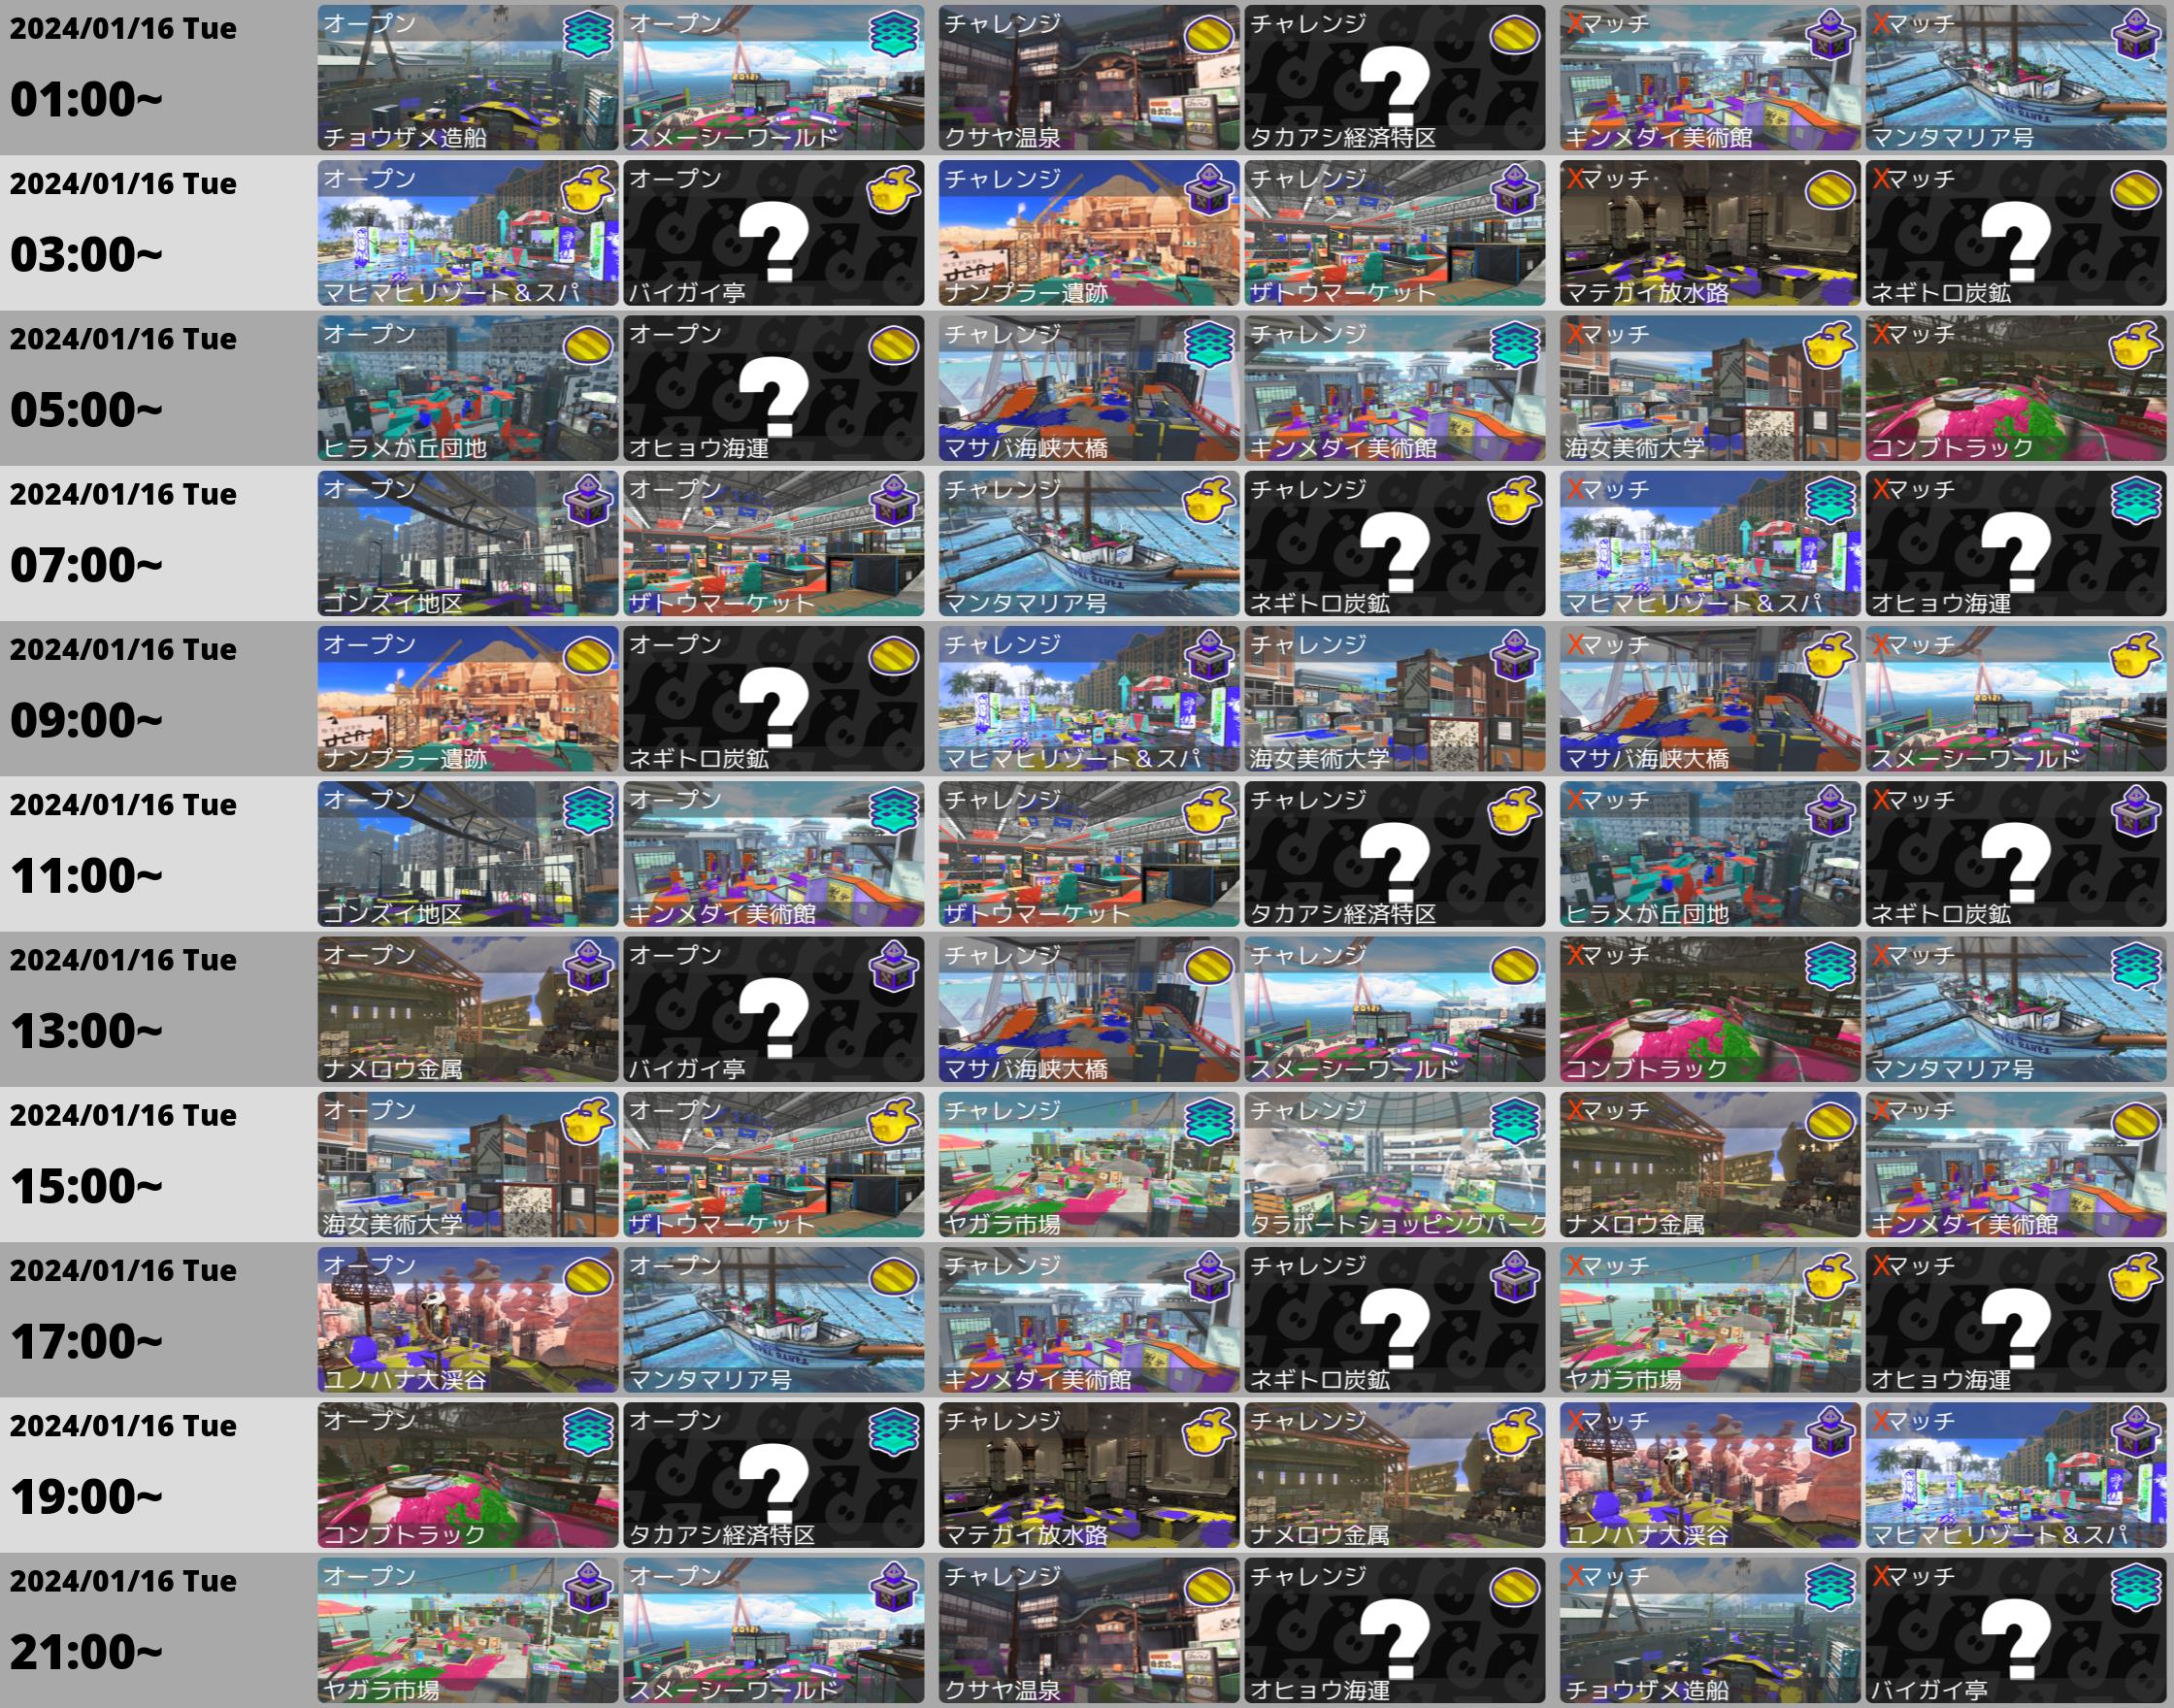 2024/01/16 Tue
01:00~
オープン
チョウザメ造船
オープン
スメーシーワールド
チャレンジ
クサヤ温泉
チャレンジ
タカアシ経済特区
Xマッチ
キンメダイ美術館
Xマッチ
マンタマリア号
2024/01/16 Tue
03:00~
オープン
マヒマヒリゾート＆スパ
オープン
バイガイ亭
チャレンジ
ナンプラー遺跡
チャレンジ
ザトウマーケット
Xマッチ
マテガイ放水路
Xマッチ
ネギトロ炭鉱
2024/01/16 Tue
05:00~
オープン
ヒラメが丘団地
オープン
オヒョウ海運
チャレンジ
マサバ海峡大橋
チャレンジ
キンメダイ美術館
Xマッチ
海女美術大学
Xマッチ
コンブトラック
2024/01/16 Tue
07:00~
オープン
ゴンズイ地区
オープン
ザトウマーケット
チャレンジ
マンタマリア号
チャレンジ
ネギトロ炭鉱
Xマッチ
マヒマヒリゾート＆スパ
Xマッチ
オヒョウ海運
2024/01/16 Tue
09:00~
オープン
ナンプラー遺跡
オープン
ネギトロ炭鉱
チャレンジ
マヒマヒリゾート＆スパ
チャレンジ
海女美術大学
Xマッチ
マサバ海峡大橋
Xマッチ
スメーシーワールド
2024/01/16 Tue
11:00~
オープン
ゴンズイ地区
オープン
キンメダイ美術館
チャレンジ
ザトウマーケット
チャレンジ
タカアシ経済特区
Xマッチ
ヒラメが丘団地
Xマッチ
ネギトロ炭鉱
2024/01/16 Tue
13:00~
オープン
ナメロウ金属
オープン
バイガイ亭
チャレンジ
マサバ海峡大橋
チャレンジ
スメーシーワールド
Xマッチ
コンブトラック
Xマッチ
マンタマリア号
2024/01/16 Tue
15:00~
オープン
海女美術大学
オープン
ザトウマーケット
チャレンジ
ヤガラ市場
チャレンジ
タラポートショッピングパーク
Xマッチ
ナメロウ金属
Xマッチ
キンメダイ美術館
2024/01/16 Tue
17:00~
オープン
ユノハナ大渓谷
オープン
マンタマリア号
チャレンジ
キンメダイ美術館
チャレンジ
ネギトロ炭鉱
Xマッチ
ヤガラ市場
Xマッチ
オヒョウ海運
2024/01/16 Tue
19:00~
オープン
コンブトラック
オープン
タカアシ経済特区
チャレンジ
マテガイ放水路
チャレンジ
ナメロウ金属
Xマッチ
ユノハナ大渓谷
Xマッチ
マヒマヒリゾート＆スパ
2024/01/16 Tue
21:00~
オープン
ヤガラ市場
オープン
スメーシーワールド
チャレンジ
クサヤ温泉
チャレンジ
オヒョウ海運
Xマッチ
チョウザメ造船
Xマッチ
バイガイ亭